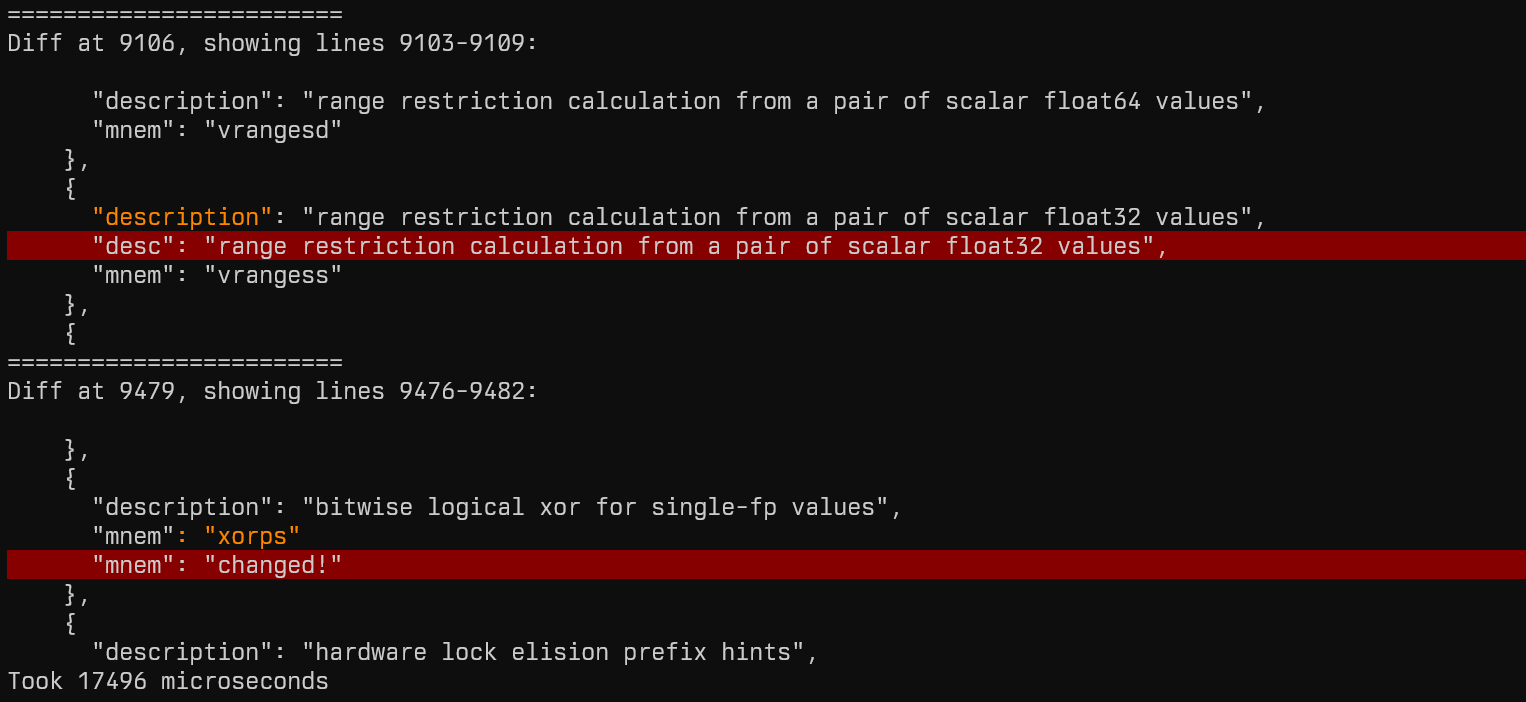 ========================
Diff at 9106, showing lines 9103-9109:

      "description": "range restriction calculation from a pair of scalar float64 values",
      "mnem": "vrangesd"
    },
    {
      "description": "range restriction calculation from a pair of scalar float32 values",
      "desc": "range restriction calculation from a pair of scalar float32 values",
      "mnem": "vrangess"
    },
    {
========================
Diff at 9479, showing lines 9476-9482:

    },
    {
      "description": "bitwise logical xor for single-fp values",
      "mnem": "xorps"
      "mnem": "changed!"
    },
    {
      "description": "hardware lock elision prefix hints",
Took 17496 microseconds